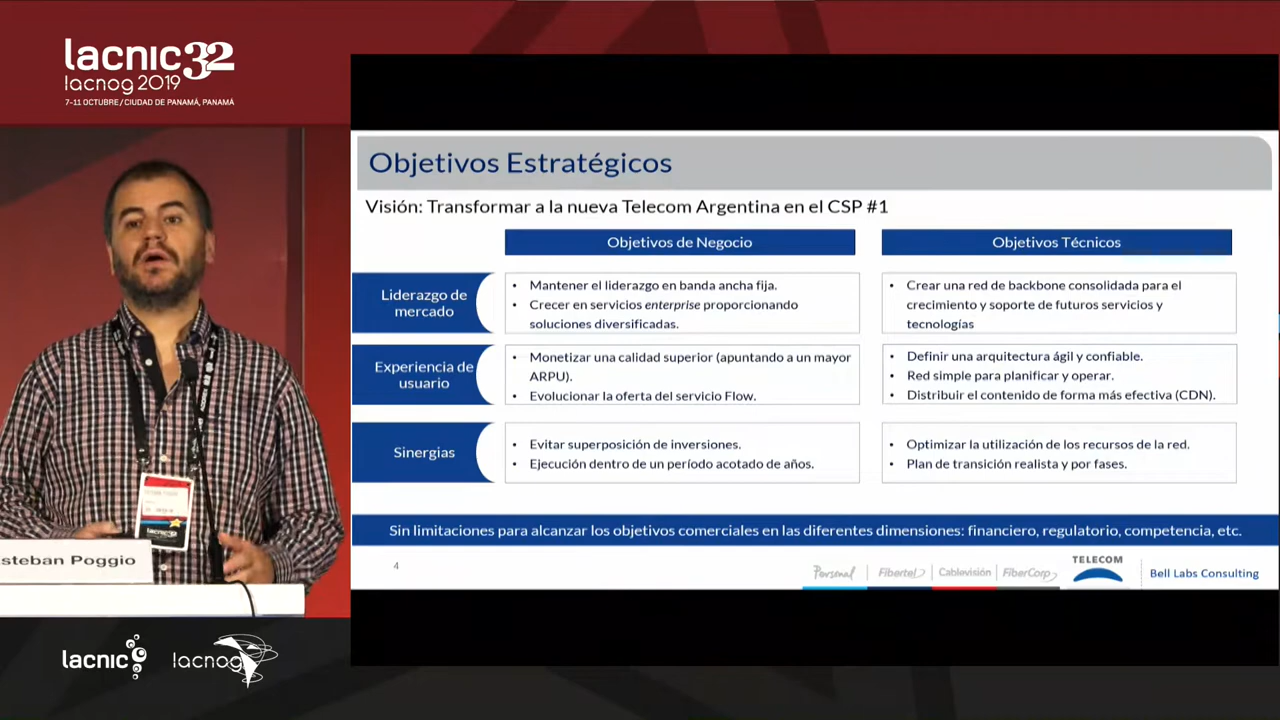 lacnic 32
lacnog 2019
7-11 OCTUBRE / CIUDAD DE PANAMÁ, PANAMÁ
Objetivos Estratégicos
Visión: Transformar a la nueva Telecom Argentina en el CSP #1
Objetivos de Negocio
Objetivos Técnicos
Liderazgo de
mercado
• Mantener el liderazgo en banda ancha fija.
• Crecer en servicios enterprise proporcionando
soluciones diversificadas.
• Crear una red de backbone consolidada para el
crecimiento y soporte de futuros servicios y
tecnologías
Experiencia de
usuario
• Monetizar una calidad superior (apuntando a un mayor
ARPU).
• Evolucionar la oferta del servicio Flow.
• Definir una arquitectura ágil y confiable.
• Red simple para planificar y operar.
• Distribuir el contenido de forma más efectiva (CDN).
Sinergias
• Evitar superposición de inversiones.
• Ejecución dentro de un período acotado de años.
• Optimizar la utilización de los recursos de la red.
• Plan de transición realista y por fases.
Sin limitaciones para alcanzar los objetivos comerciales en las diferentes dimensiones: financiero, regulatorio, competencia, etc.
4
Personal
Fibertel
Cablevisión
FiberCorp
TELECOM
Bell Labs Consulting
steban Poggio
lacnic32
lacnic
lacnog